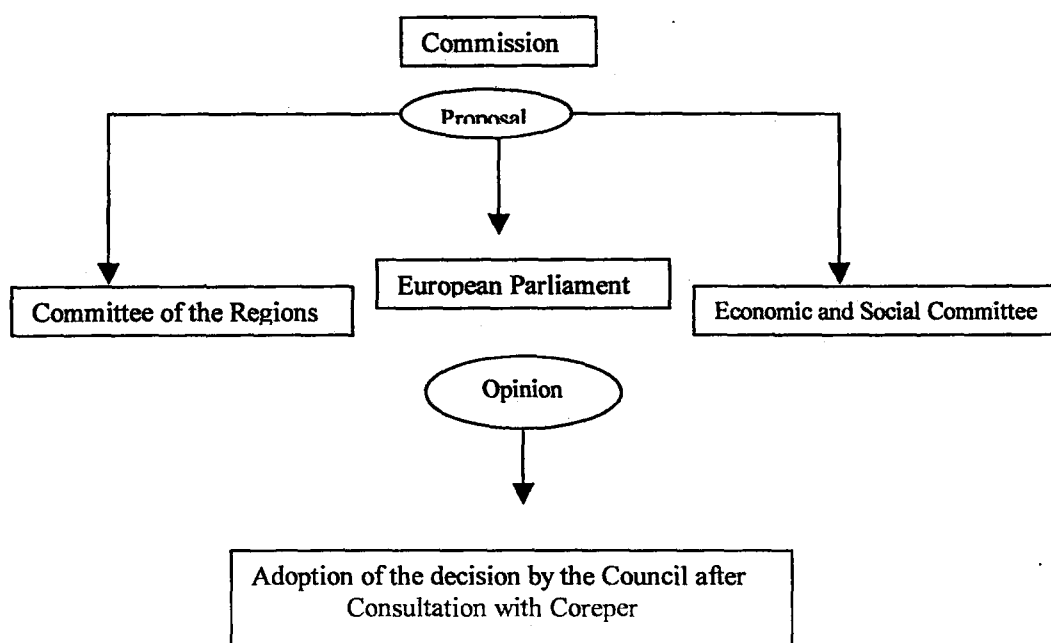 Commission
Proposal
European Parliament
Committee of the Regions
Economic and Social Committee
Opinion
Adoption of the decision by the Council after
Consultation with Coreper